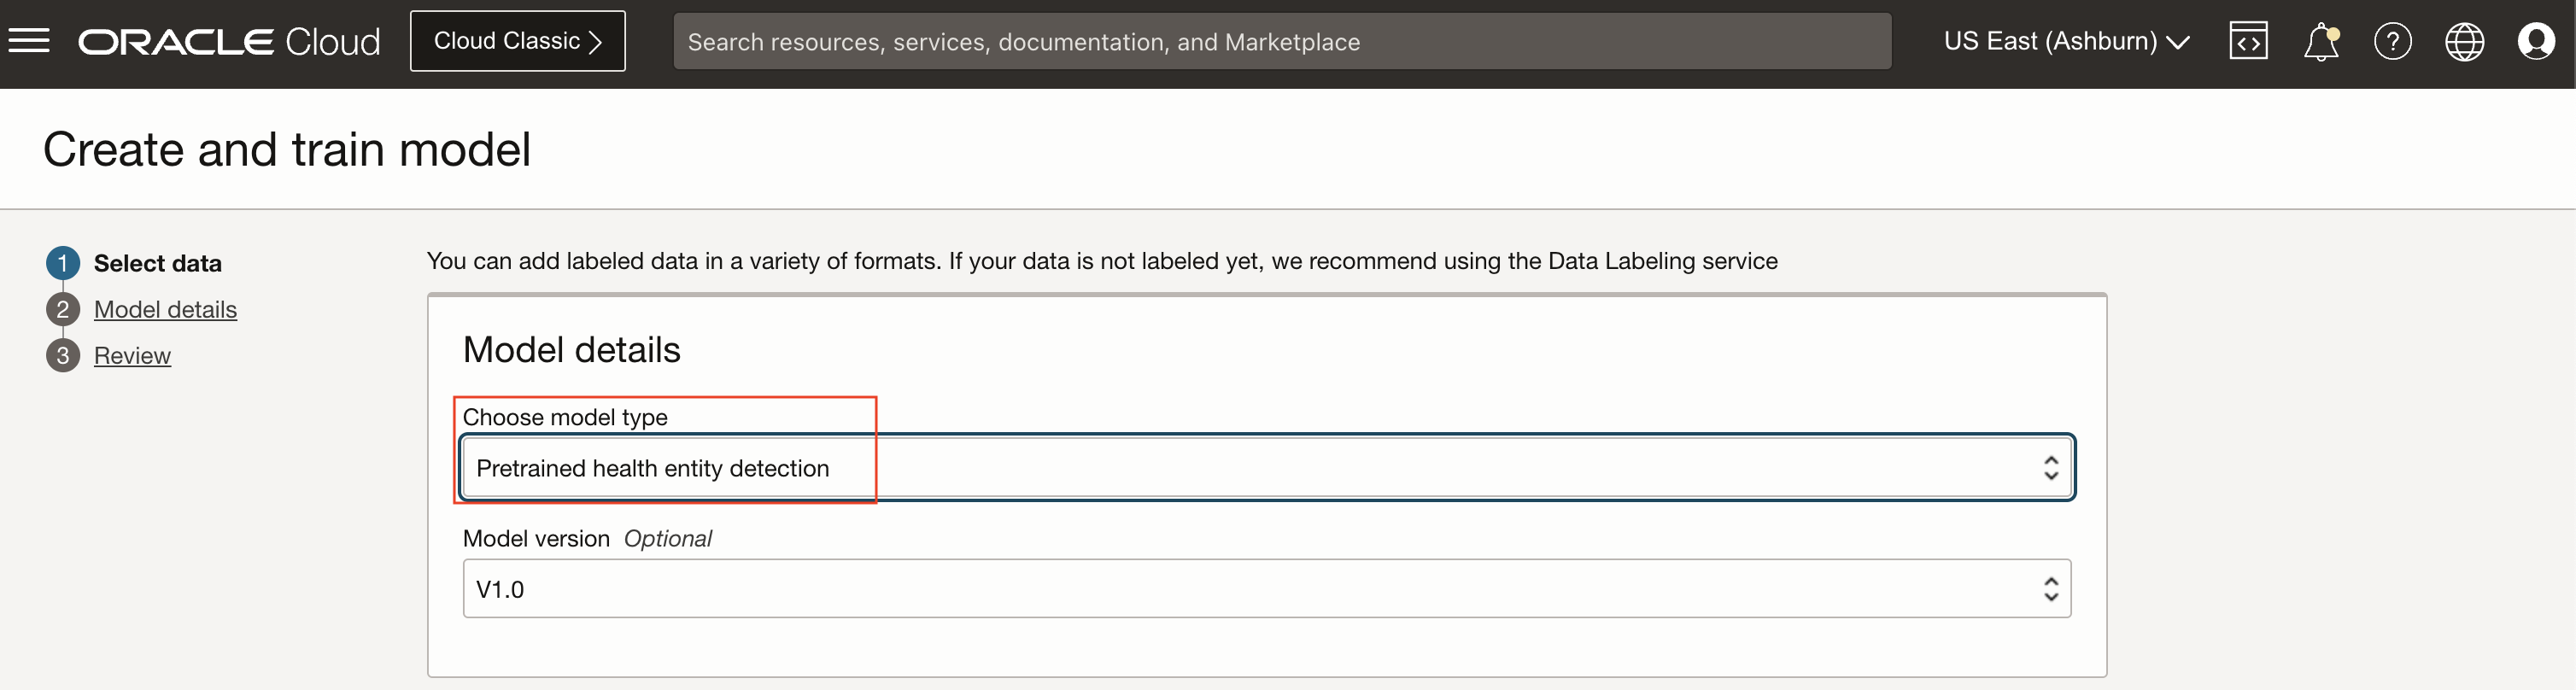 ORACLE Cloud
Cloud Classic >
Search resources, services, documentation, and Marketplace
US East (Ashburn)
?
Create and train model
1 Select data
2 Model details
3 Review
You can add labeled data in a variety of formats. If your data is not labeled yet, we recommend using the Data Labeling service
Model details
Choose model type
Pretrained health entity detection
Model version Optional
V1.0